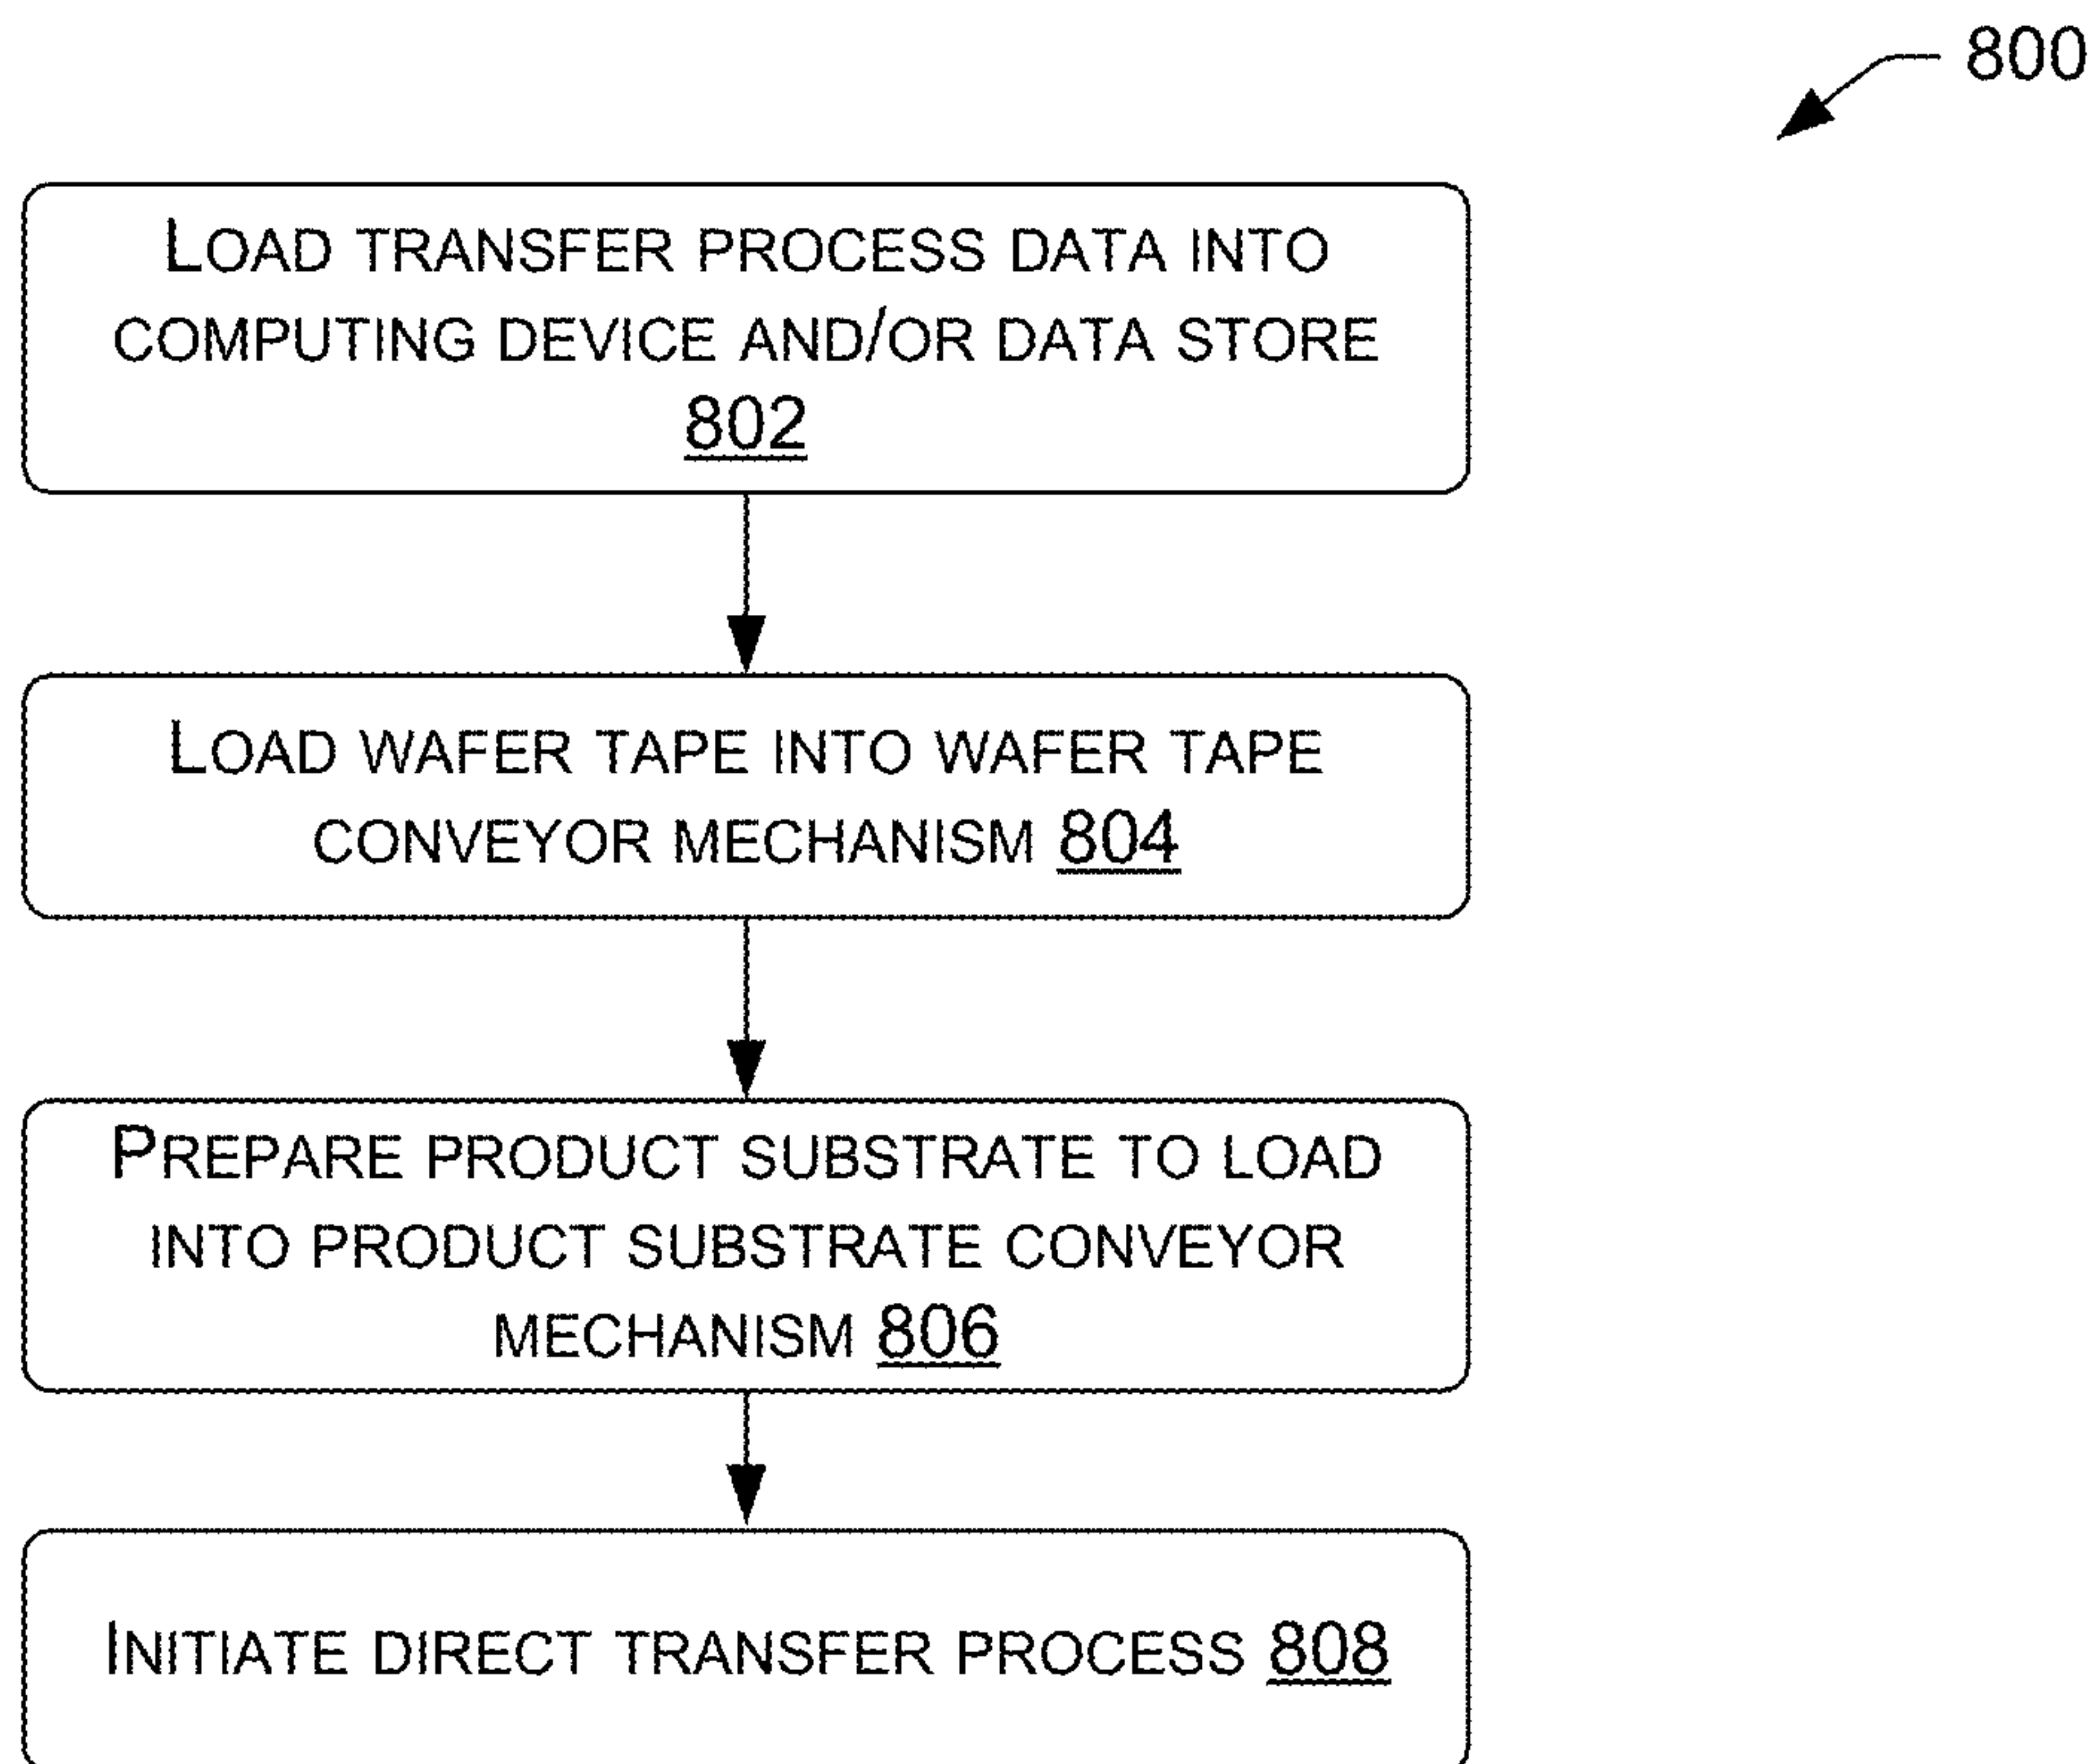 800
LOAD TRANSFER PROCESS DATA INTO
COMPUTING DEVICE AND/OR DATA STORE
802
LOAD WAFER TAPE INTO WAFER TAPE
CONVEYOR MECHANISM 804
PREPARE PRODUCT SUBSTRATE TO LOAD
INTO PRODUCT SUBSTRATE CONVEYOR
MECHANISM 806
INITIATE DIRECT TRANSFER PROCESS 808